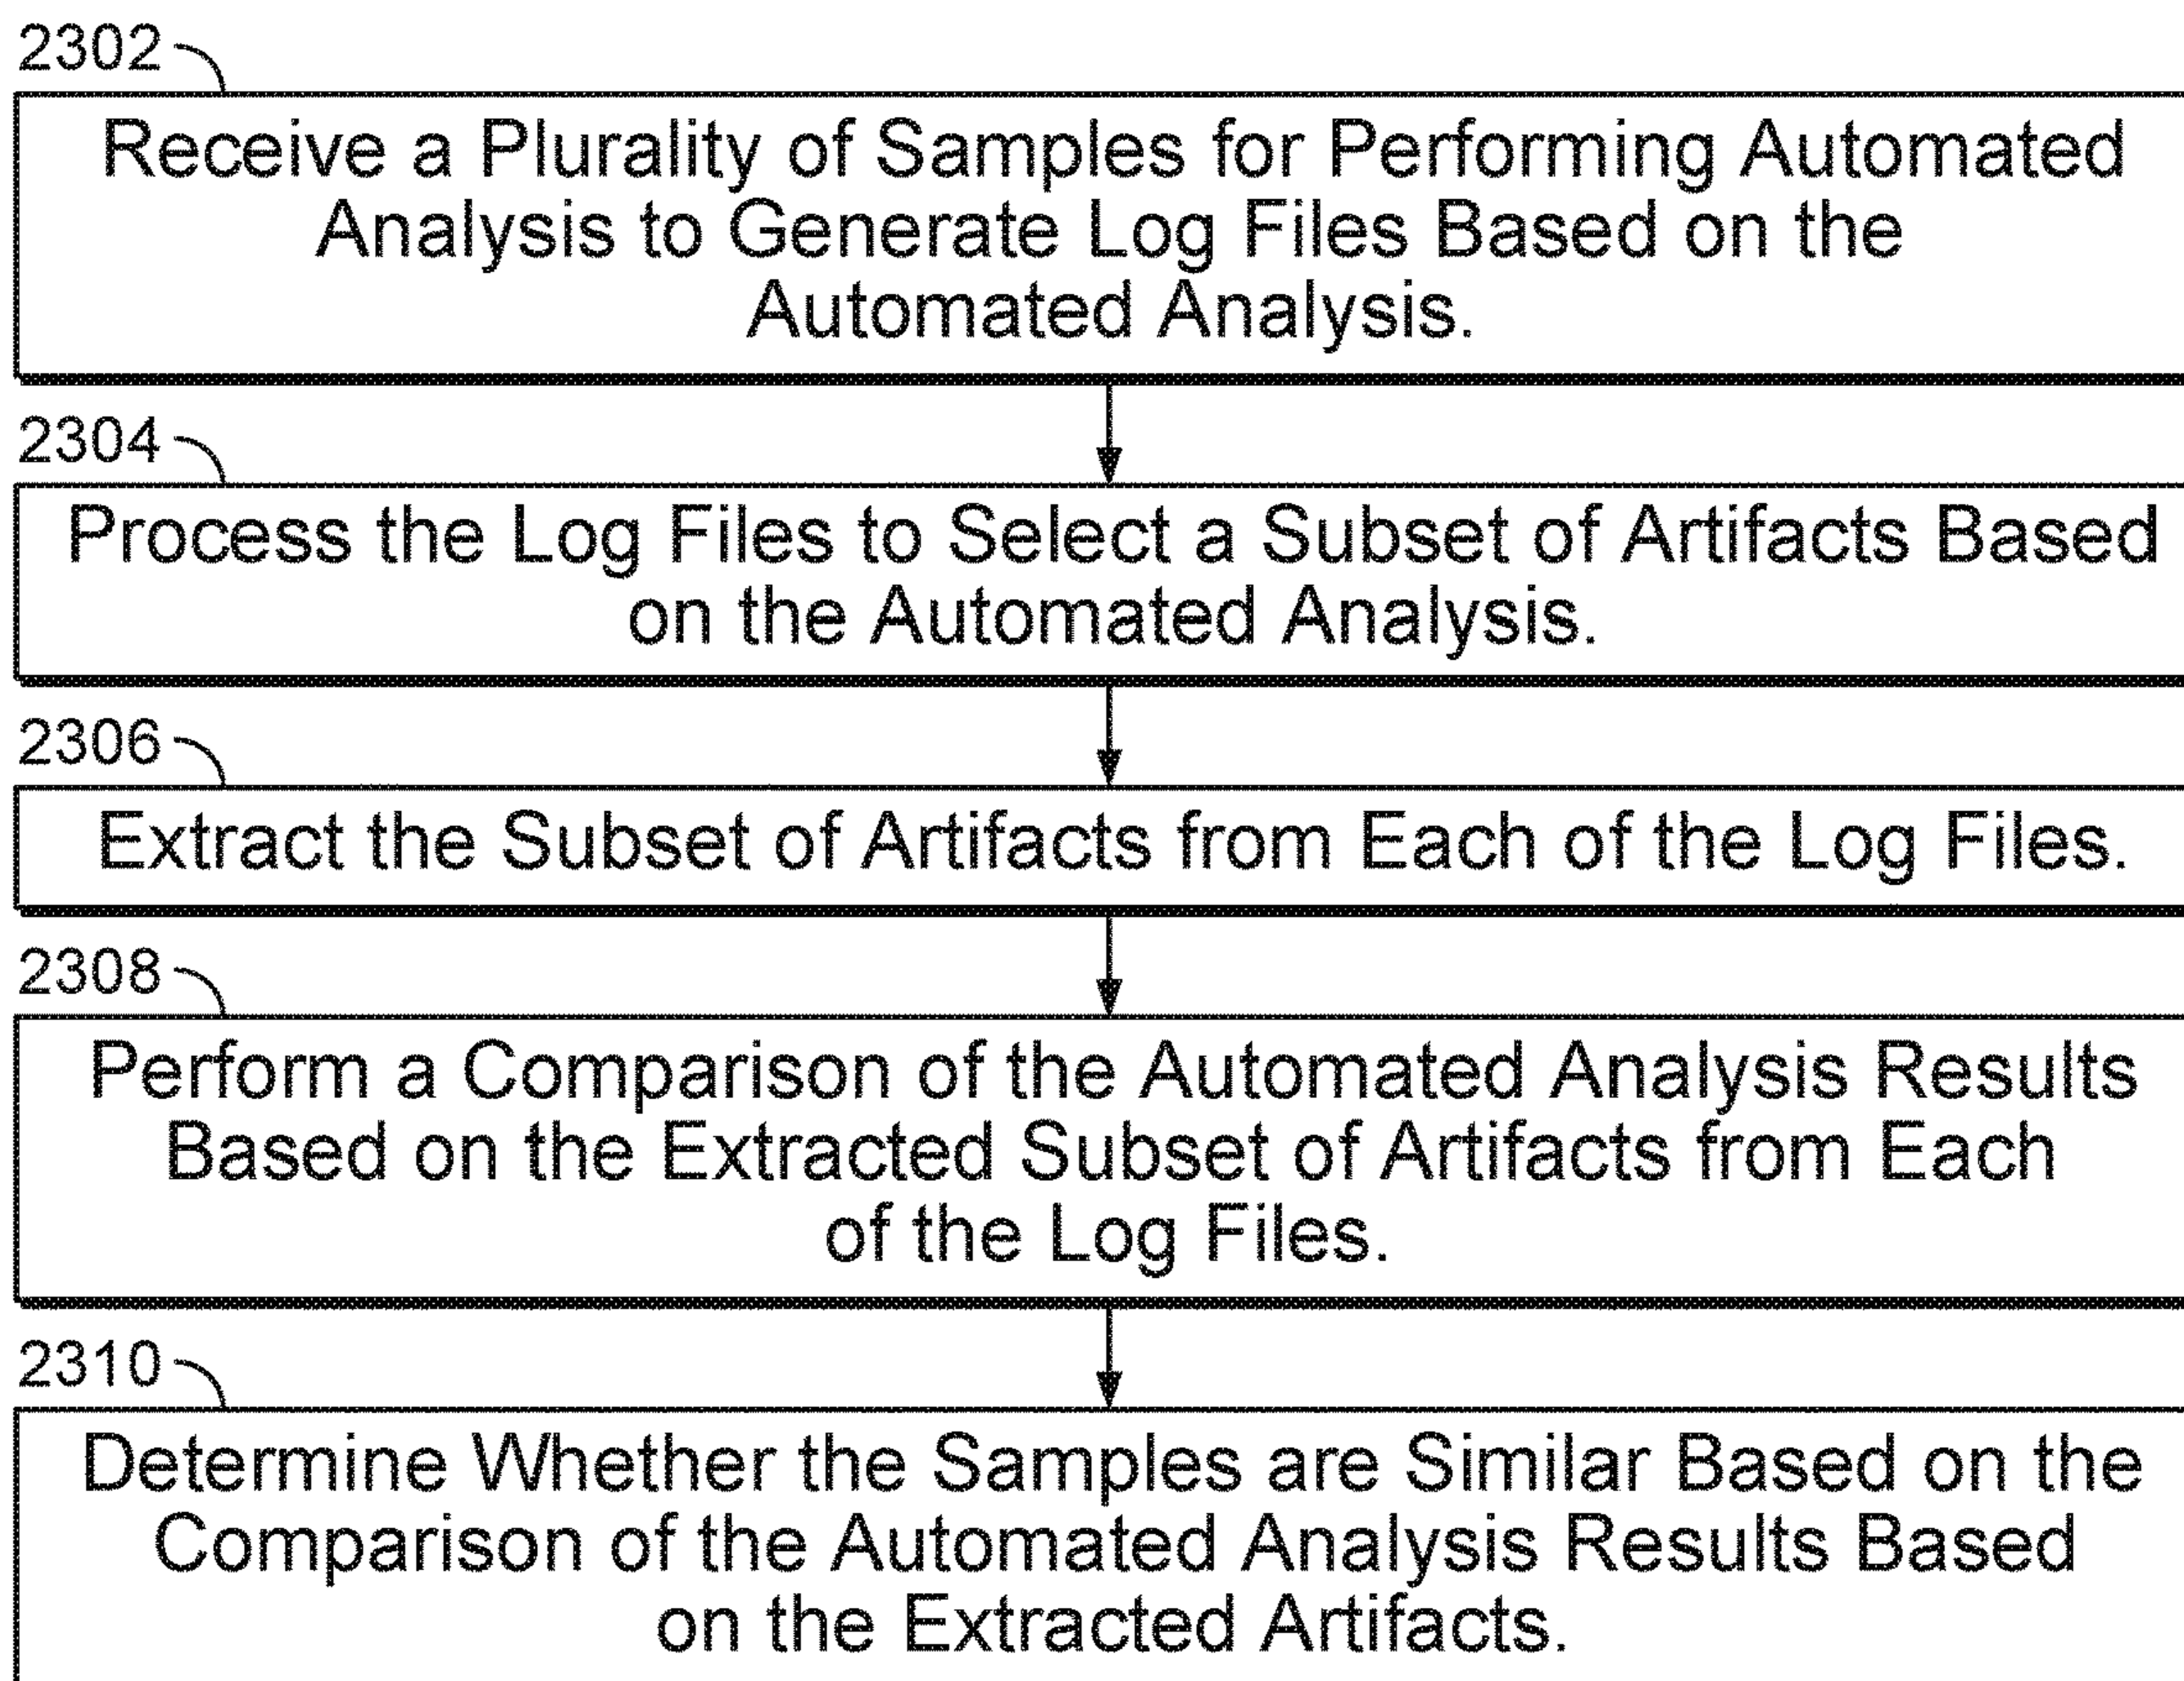 2302
Receive a Plurality of Samples for Performing Automated
Analysis to Generate Log Files Based on the
Automated Analysis.
2304
Process the Log Files to Select a Subset of Artifacts Based
on the Automated Analysis.
2306
Extract the Subset of Artifacts from Each of the Log Files.
2308
Perform a Comparison of the Automated Analysis Results
Based on the Extracted Subset of Artifacts from Each
of the Log Files.
2310
Determine Whether the Samples are Similar Based on the
Comparison of the Automated Analysis Results Based
on the Extracted Artifacts.